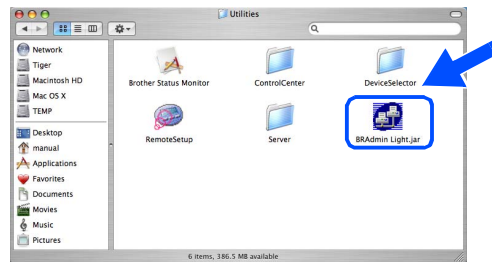 Utilities
Network
Tiger
Macintosh HD
Mac OS X
TEMP
Desktop
manual
Applications
Favorites
Documents
Movies
Music
Pictures
Brother Status Monitor
ControlCenter
DeviceSelector
RemoteSetup
Server
BRAdmin Light.jar
6 items, 386.5 MB available